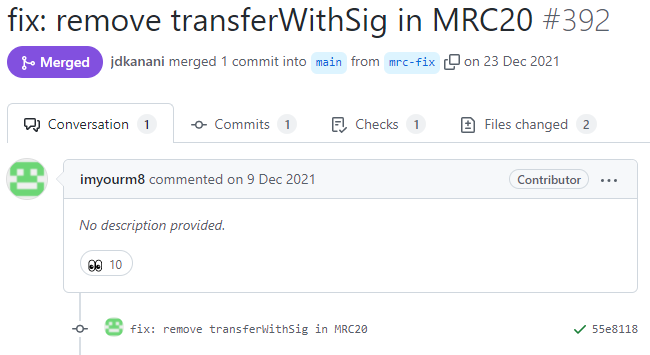 fix: remove transferWithSig in MRC20 #392
Merged jdkanani merged 1 commit into main from mrc-fix on 23 Dec 2021
Conversation 1 Commits 1 Checks 1 Files changed 2
imyourm8 commented on 9 Dec 2021 Contributor
No description provided.
👀 10
fix: remove transferWithSig in MRC20 55e8118